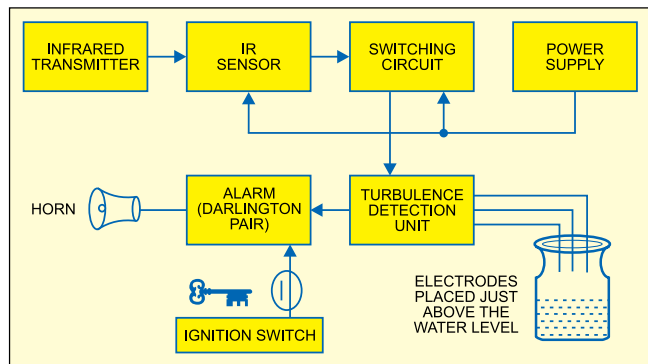 INFRARED
TRANSMITTER
IR
SENSOR
SWITCHING
CIRCUIT
POWER
SUPPLY
HORN
ALARM
(DARLINGTON
PAIR)
TURBULENCE
DETECTION
UNIT
ELECTRODES
PLACED JUST
ABOVE THE
WATER LEVEL
IGNITION SWITCH